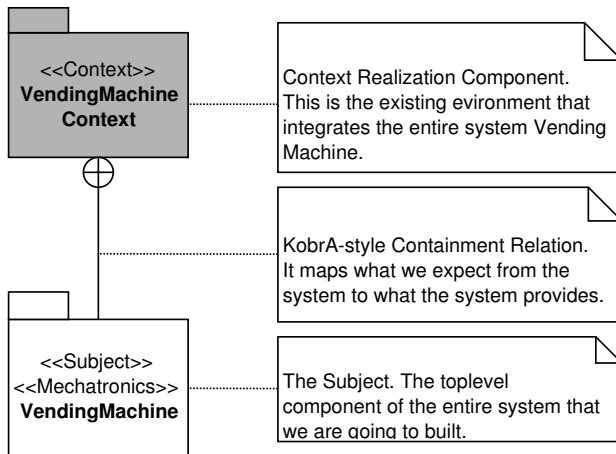 <<Context>>
VendingMachine
Context
Context Realization Component.
This is the existing evironment that
integrates the entire system Vending
Machine.
KobrA-style Containment Relation.
It maps what we expect from the
system to what the system provides.
<<Subject>>
<<Mechatronics>>
VendingMachine
The Subject. The toplevel
component of the entire system that
we are going to built.